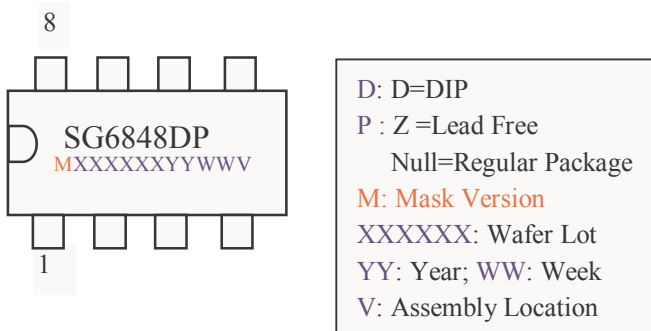 8
SG6848DP
MXXXXXXYYWWV
1
D: D=DIP
P : Z =Lead Free
Null=Regular Package
M: Mask Version
XXXXXX: Wafer Lot
YY: Year; WW: Week
V: Assembly Location